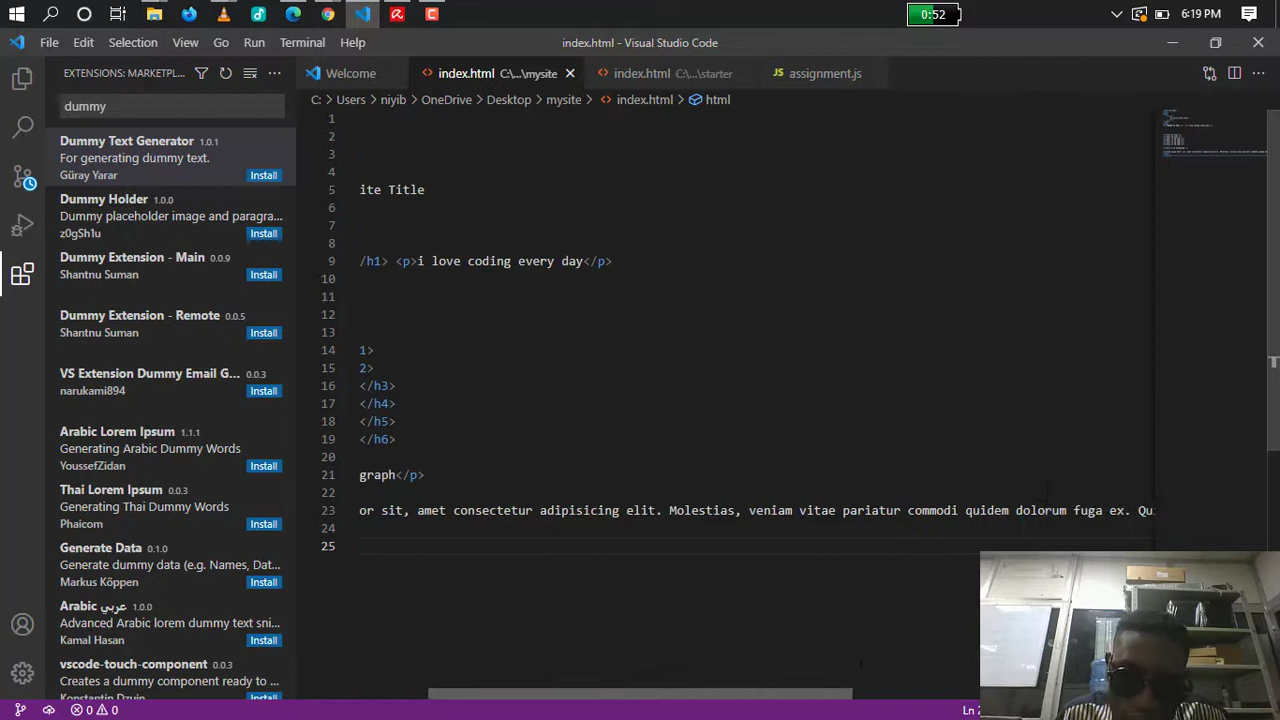 0:52
6:19 PM
File Edit Selection View Go Run Terminal Help
index.html - Visual Studio Code
EXTENSIONS: MARKETPL...
Welcome
index.html C:\...\mysite
index.html C:\...\starter
JS assignment.js
dummy
C: > Users > niyib > OneDrive > Desktop > mysite > index.html > html
Dummy Text Generator 1.0.1
For generating dummy text.
Güray Yarar Install
Dummy Holder 1.0.0
Dummy placeholder image and paragra...
z0gSh1u Install
Dummy Extension - Main 0.0.9
Shantnu Suman Install
Dummy Extension - Remote 0.0.5
Shantnu Suman Install
VS Extension Dummy Email G... 0.0.3
narukami894 Install
Arabic Lorem Ipsum 1.1.1
Generating Arabic Dummy Words
YoussefZidan Install
Thai Lorem Ipsum 0.0.3
Generating Thai Dummy Words
Phaicom Install
Generate Data 0.1.0
Generate dummy data (e.g. Names, Dat...
Markus Köppen Install
Arabic عربي 1.0.0
Advanced Arabic lorem dummy text sni...
Kamal Hasan Install
vscode-touch-component 0.0.3
Creates a dummy component ready to ...
Konstantin Dzuin Install
1
2
3
4
5 ite Title
6
7
8
9 /h1> <p>i love coding every day</p>
10
11
12
13
14 1>
15 2>
16 </h3>
17 </h4>
18 </h5>
19 </h6>
20
21 graph</p>
22
23 or sit, amet consectetur adipisicing elit. Molestias, veniam vitae pariatur commodi quidem dolorum fuga ex. Qu
24
25
0 0